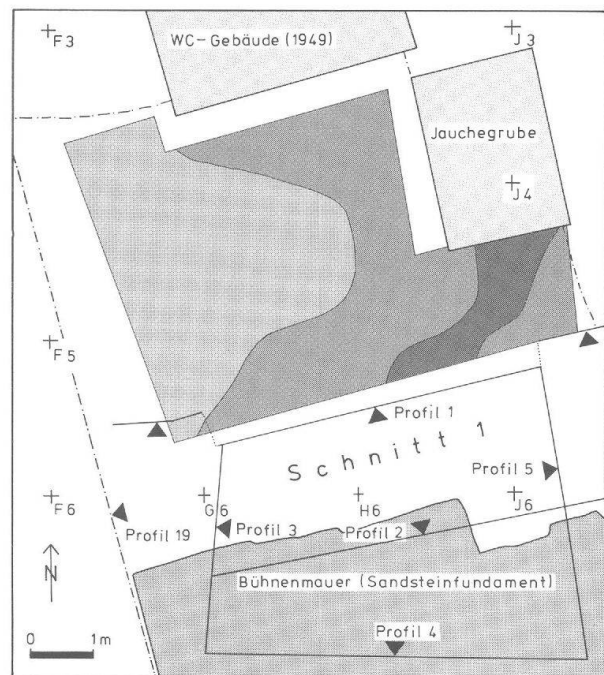 F3
WC-Gebäude (1949)
J3
Jauchegrube
J4
F5
Profil 1
Schnitt 1
Profil 5
F6
G6
H6
J6
Profil 19
Profil 3
Profil 2
N
Bühnenmauer (Sandsteinfundament)
Profil 4
0 1m